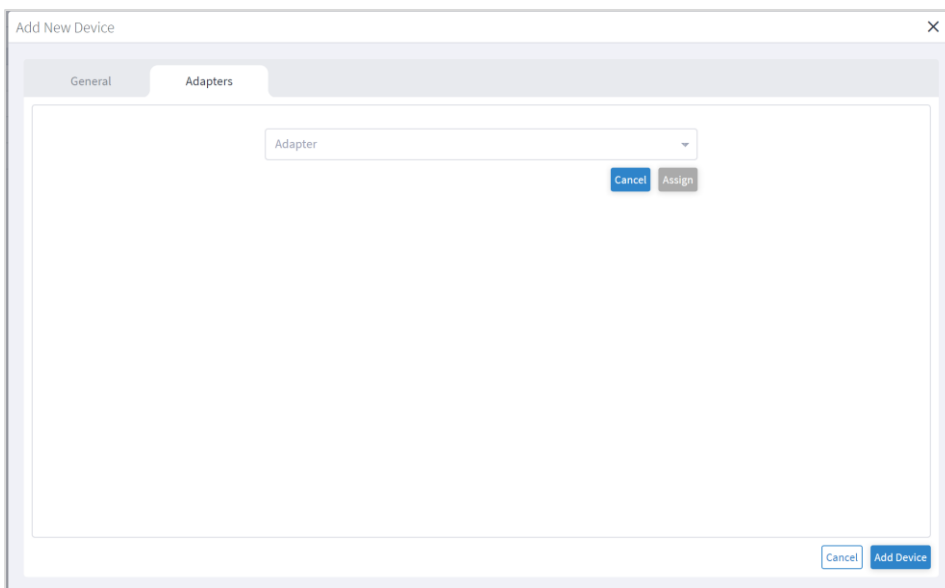 Add New Device
General Adapters
Adapter
Cancel Assign
Cancel Add Device